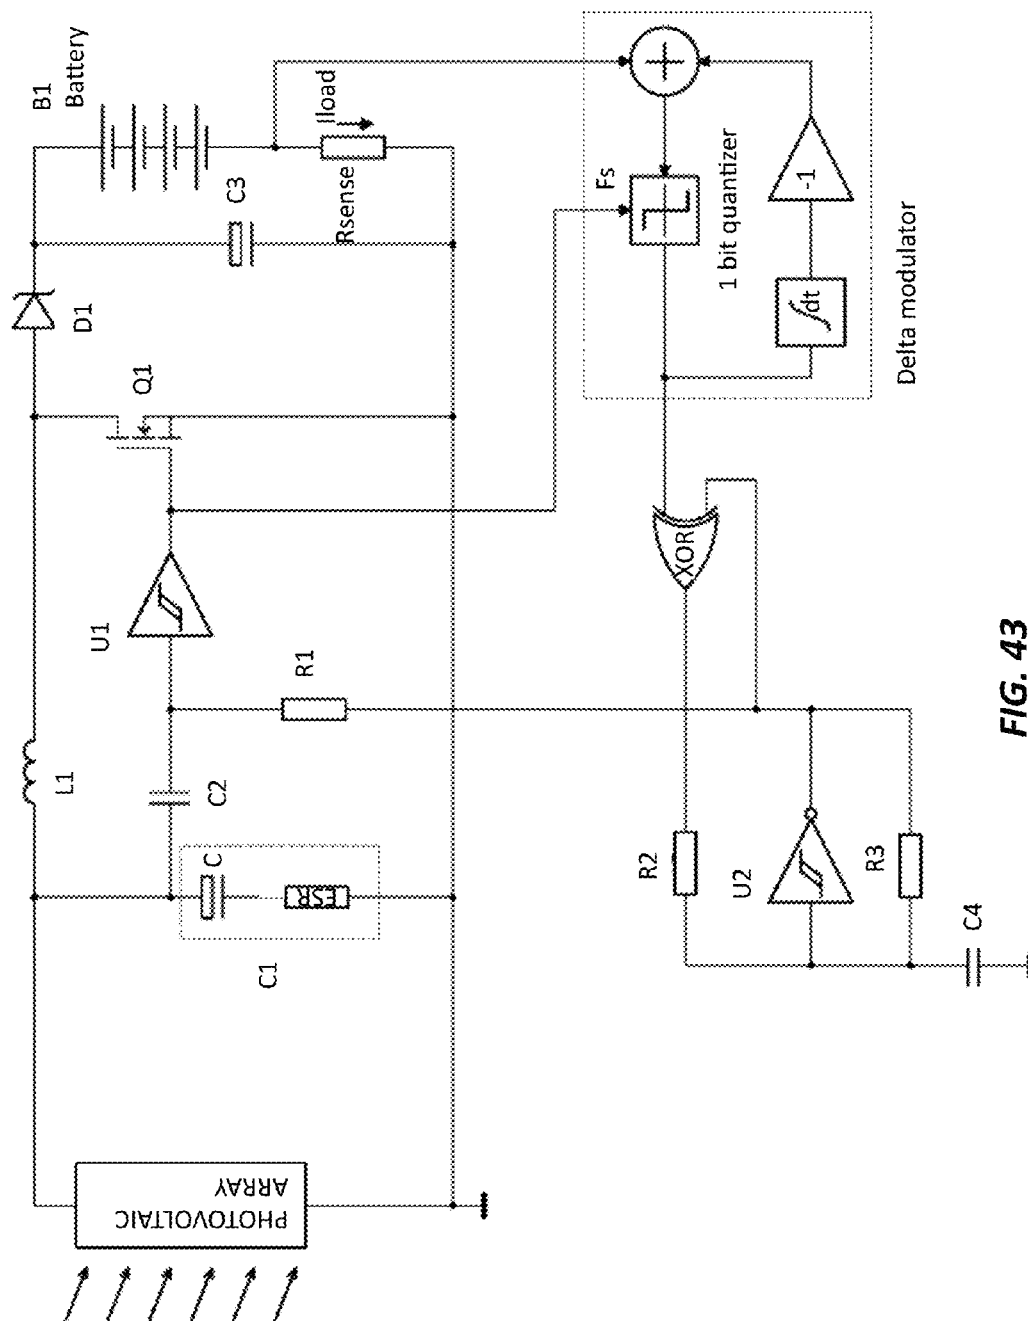 B1
Battery
Iload
Rsense
C3
D1
Q1
Fs
1 bit quantizer
-1
∫dt
Delta modulator
U1
XOR
L1
R1
C2
C
ESR
C1
R2
U2
R3
C4
PHOTOVOLTAIC
ARRAY
FIG. 43